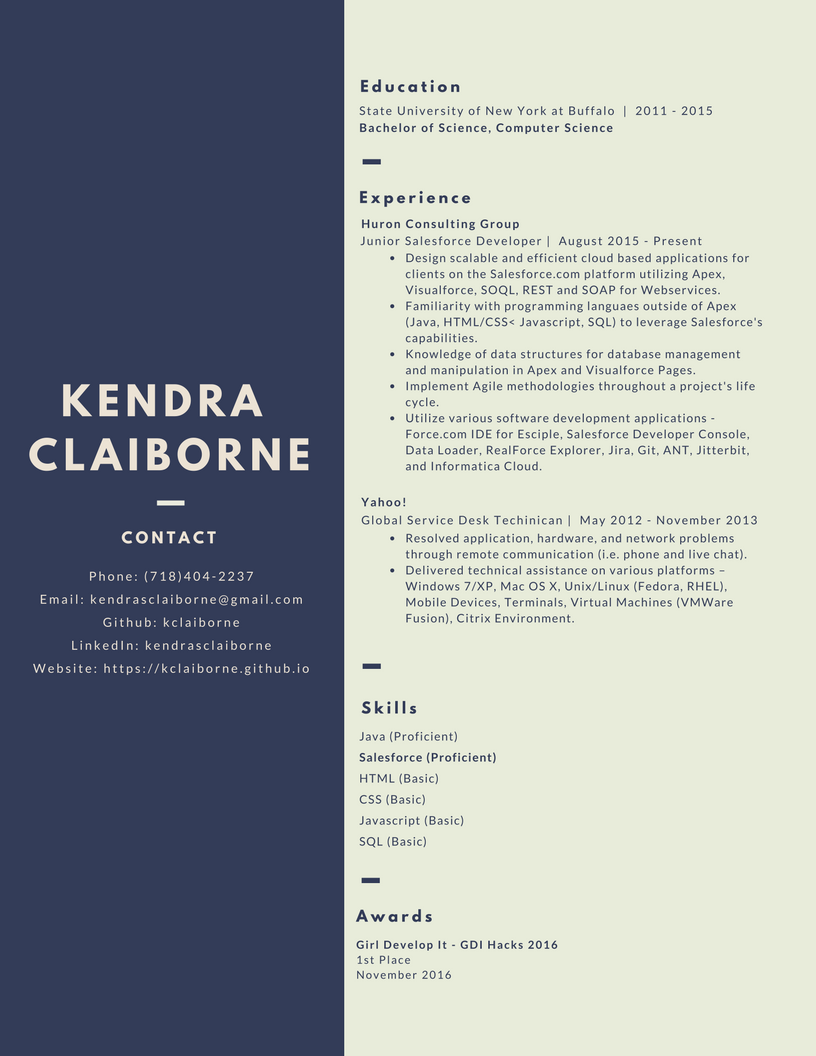 KENDRA
CLAIBORNE
CONTACT
Phone: (718)404-2237
Email: kendrasclaiborne@gmail.com
Github: kclaiborne
LinkedIn: kendrasclaiborne
Website: https://kclaiborne.github.io
Education
State University of New York at Buffalo | 2011 - 2015
Bachelor of Science, Computer Science
Experience
Huron Consulting Group
Junior Salesforce Developer | August 2015 - Present
• Design scalable and efficient cloud based applications for
clients on the Salesforce.com platform utilizing Apex,
Visualforce, SOQL, REST and SOAP for Webservices.
• Familiarity with programming languaes outside of Apex
(Java, HTML/CSS< Javascript, SQL) to leverage Salesforce's
capabilities.
• Knowledge of data structures for database management
and manipulation in Apex and Visualforce Pages.
• Implement Agile methodologies throughout a project's life
cycle.
• Utilize various software development applications -
Force.com IDE for Esciple, Salesforce Developer Console,
Data Loader, RealForce Explorer, Jira, Git, ANT, Jitterbit,
and Informatica Cloud.
Yahoo!
Global Service Desk Techinican | May 2012 - November 2013
• Resolved application, hardware, and network problems
through remote communication (i.e. phone and live chat).
• Delivered technical assistance on various platforms –
Windows 7/XP, Mac OS X, Unix/Linux (Fedora, RHEL),
Mobile Devices, Terminals, Virtual Machines (VMWare
Fusion), Citrix Environment.
Skills
Java (Proficient)
Salesforce (Proficient)
HTML (Basic)
CSS (Basic)
Javascript (Basic)
SQL (Basic)
Awards
Girl Develop It - GDI Hacks 2016
1st Place
November 2016